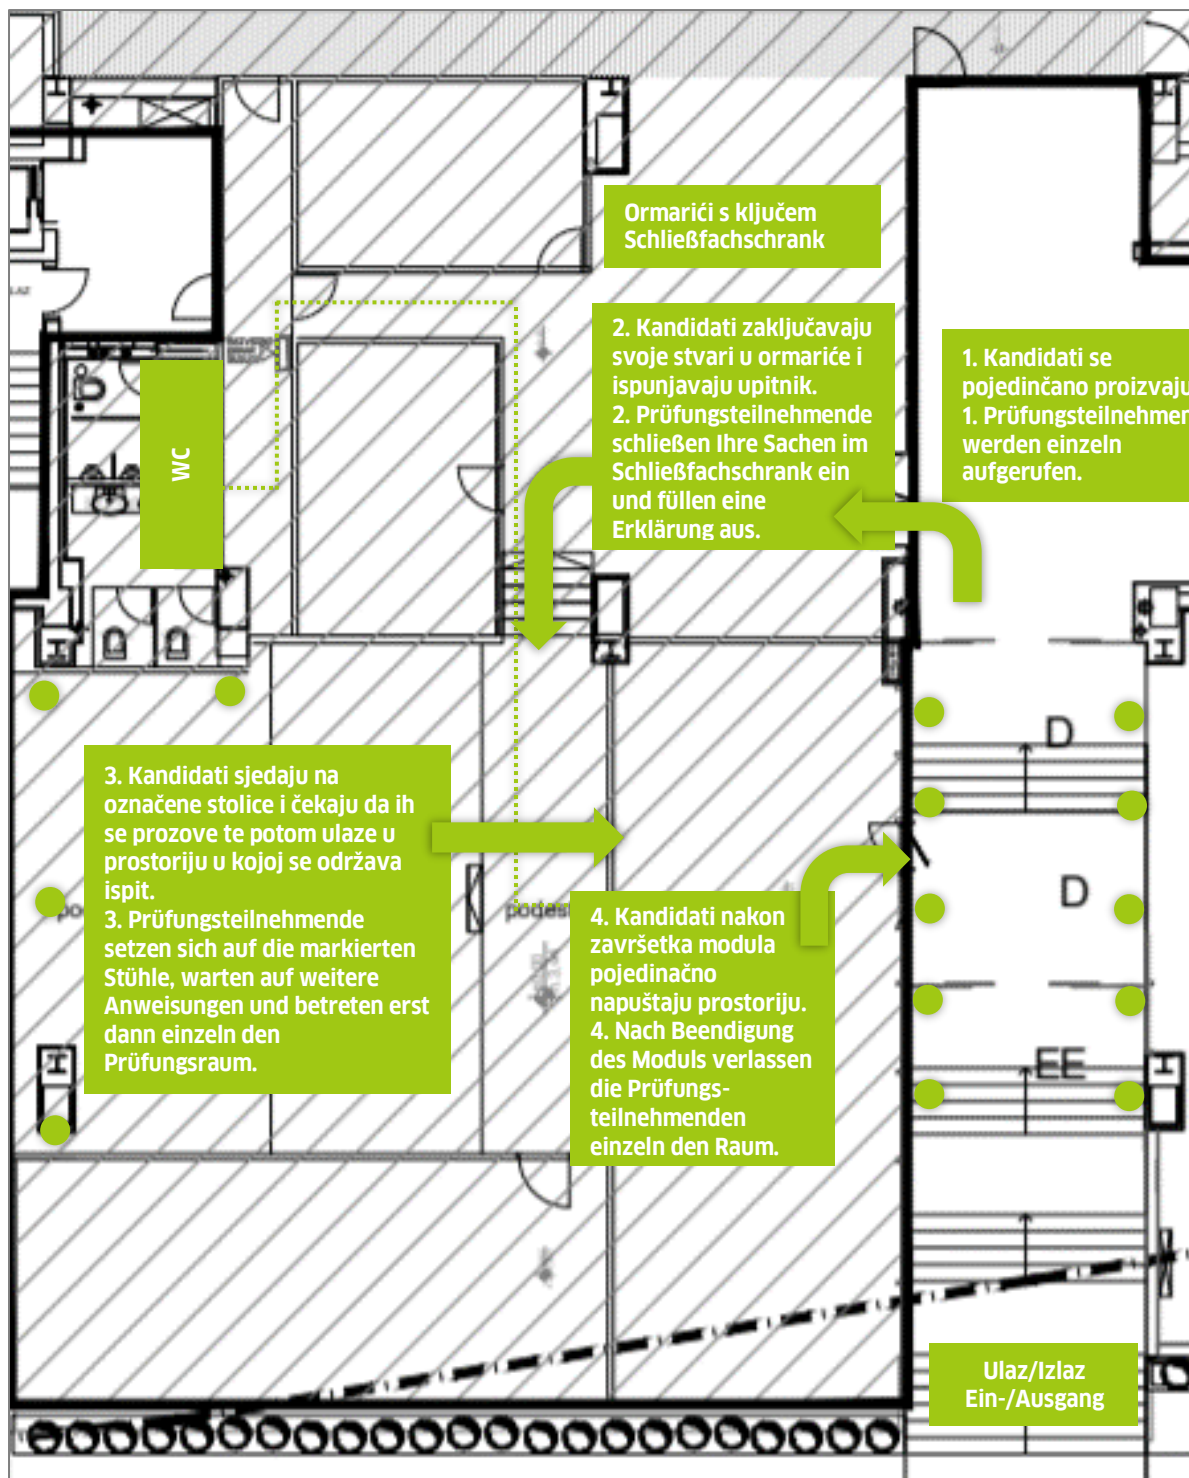 Ormarići s ključem
Schließfachschrank
2. Kandidati zaključavaju
svoje stvari u ormariće i
ispunjavaju upitnik.
2. Prüfungsteilnehmende
schließen Ihre Sachen im
Schließfachschrank ein
und füllen eine
Erklärung aus.
1. Kandidati se
pojedinčano proizvaju
1. Prüfungsteilnehmen
werden einzeln
aufgerufen.
WC
D
3. Kandidati sjedaju na
označene stolice i čekaju da ih
se prozove te potom ulaze u
prostoriju u kojoj se održava
ispit.
3. Prüfungsteilnehmende
setzen sich auf die markierten
Stühle, warten auf weitere
Anweisungen und betreten erst
dann einzeln den
Prüfungsraum.
D
4. Kandidati nakon
završetka modula
pojedinačno
napuštaju prostoriju.
4. Nach Beendigung
des Moduls verlassen
die Prüfungs-
teilnehmenden
einzeln den Raum.
EE
Ulaz/Izlaz
Ein-/Ausgang